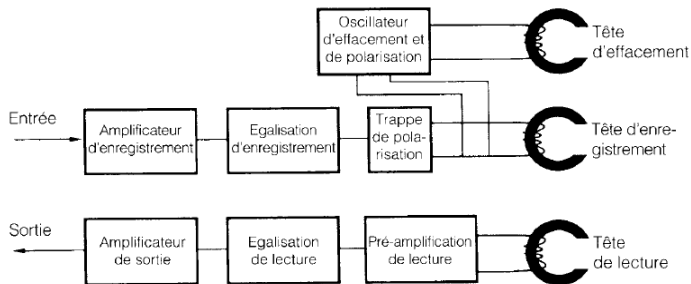 Oscillateur
d'effacement et
de polarisation
Tête
d'effacement
Entrée
Amplificateur
d'enregistrement
Egalisation
d'enregistrement
Trappe
de pola-
risation
Tête d'enre-
gistrement
Sortie
Amplificateur
de sortie
Egalisation
de lecture
Pré-amplification
de lecture
Tête
de lecture